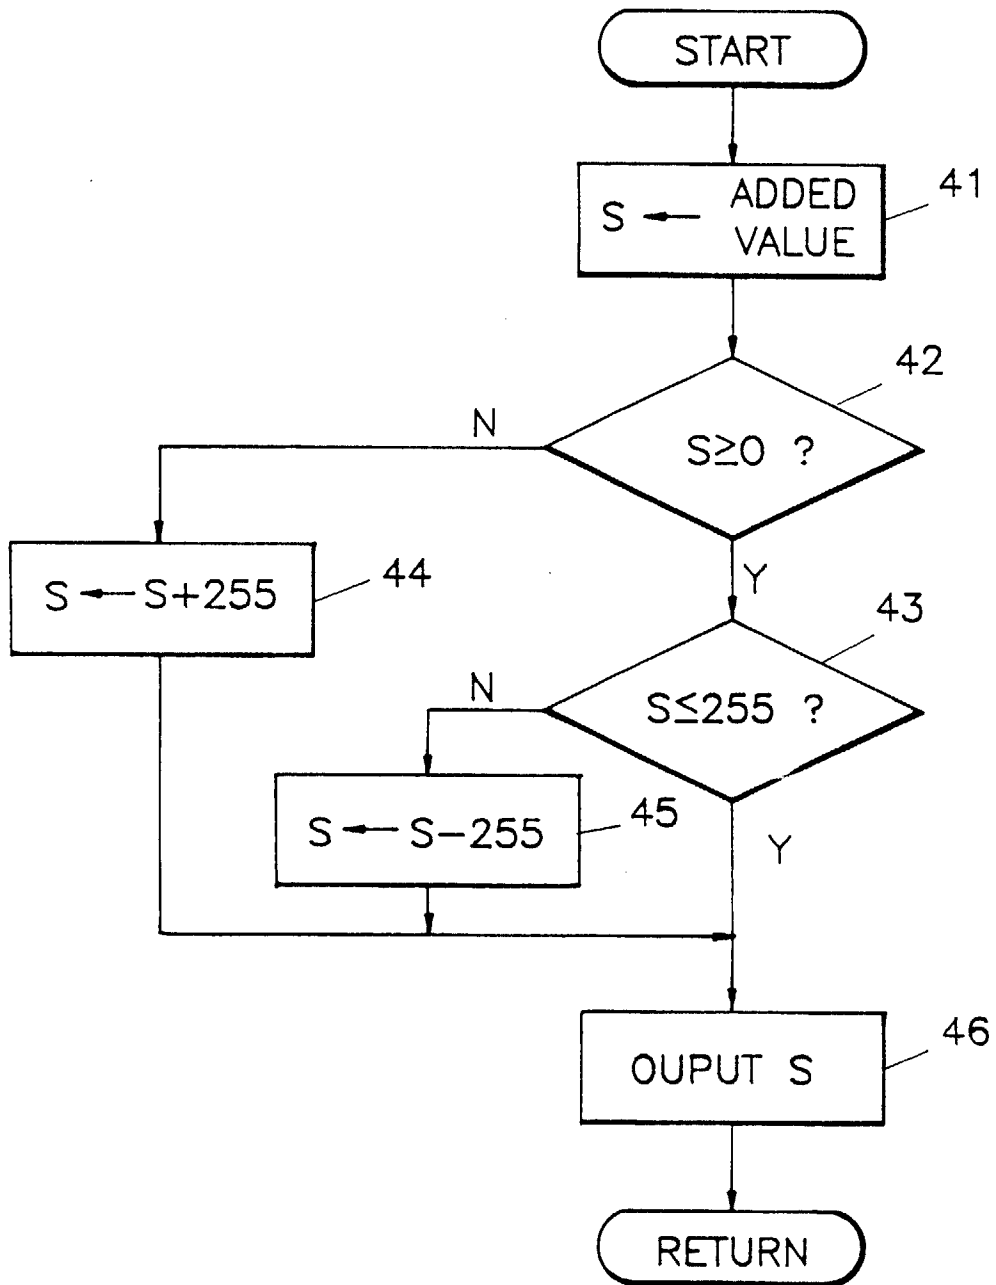 START
S ← ADDED
VALUE
41
42
S≥0 ?
N
Y
S ← S+255
44
43
S≤255 ?
N
Y
S ← S−255
45
OUPUT S
46
RETURN